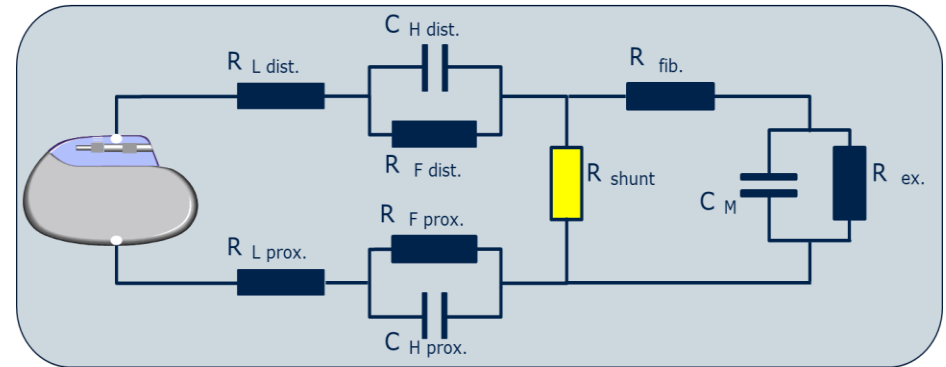 C H dist.
R L dist.
R fib.
R F dist.
R shunt
R ex.
C M
R F prox.
R L prox.
C H prox.